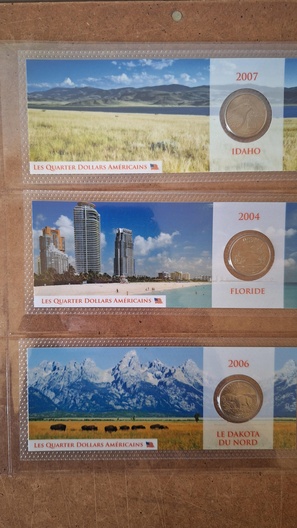 2007
IDAHO
LES QUARTER DOLLARS AMÉRICAINS
2004
FLORIDE
LES QUARTER DOLLARS AMÉRICAINS
2006
LE DAKOTA
DU NORD
LES QUARTER DOLLARS AMÉRICAINS